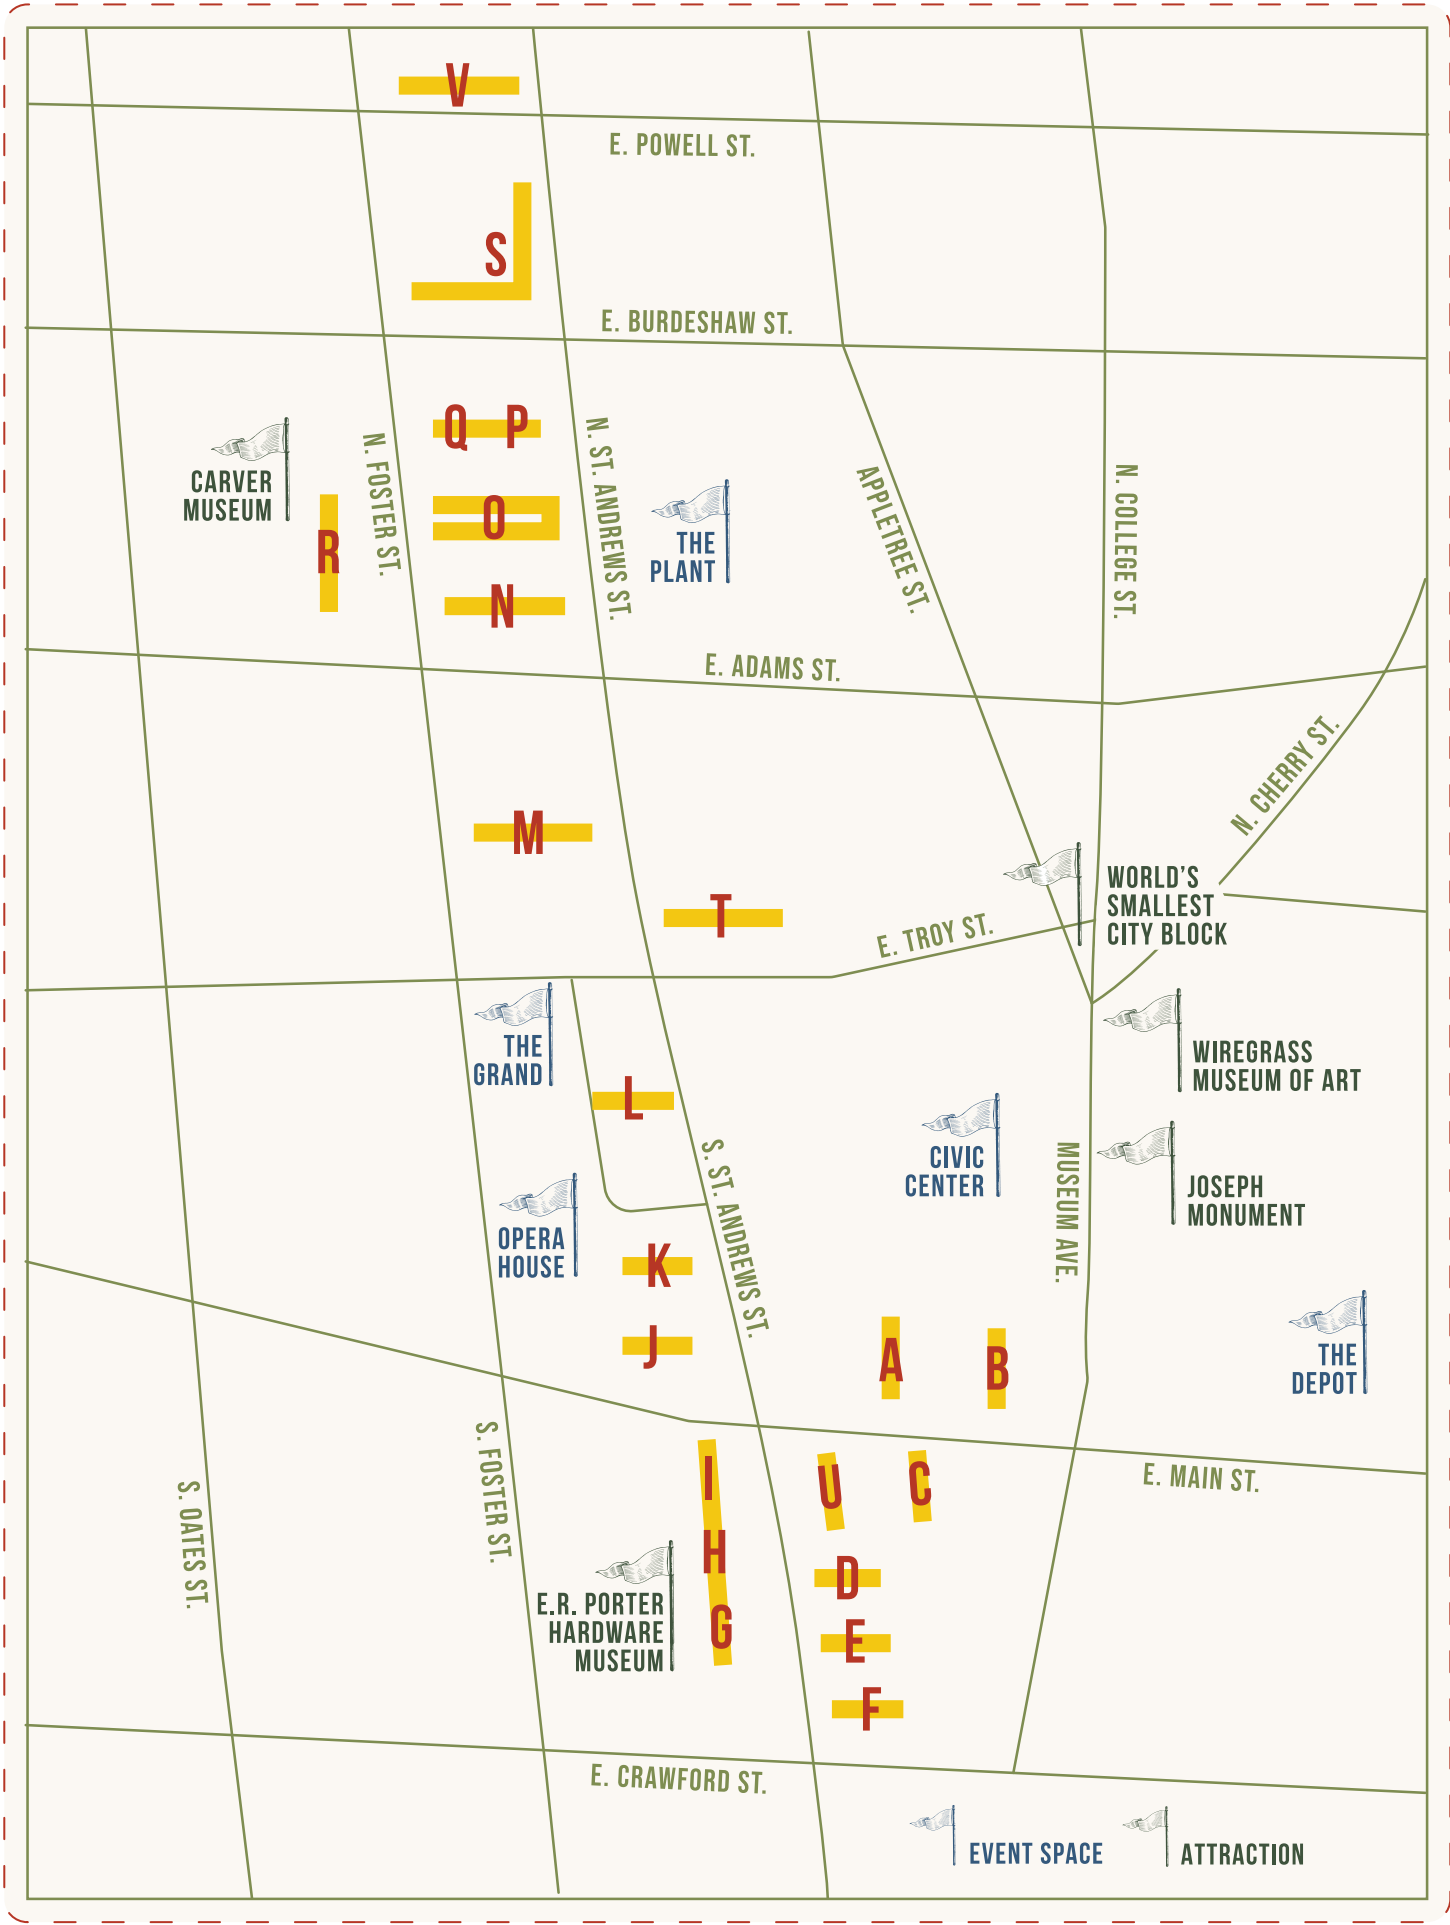 V
E. POWELL ST.
S
E. BURDESHAW ST.
Q P
CARVER
MUSEUM
R
N. FOSTER ST.
O
N
N. ST. ANDREWS ST.
THE
PLANT
APPLETREE ST.
N. COLLEGE ST.
E. ADAMS ST.
N. CHERRY ST.
M
T
E. TROY ST.
WORLD'S
SMALLEST
CITY BLOCK
THE
GRAND
L
WIREGRASS
MUSEUM OF ART
CIVIC
CENTER
MUSEUM AVE.
JOSEPH
MONUMENT
S. ST. ANDREWS ST.
OPERA
HOUSE
K
J
A
B
THE
DEPOT
S. FOSTER ST.
S. OATES ST.
I
U
C
E. MAIN ST.
H
D
G
E
E.R. PORTER
HARDWARE
MUSEUM
F
E. CRAWFORD ST.
EVENT SPACE
ATTRACTION